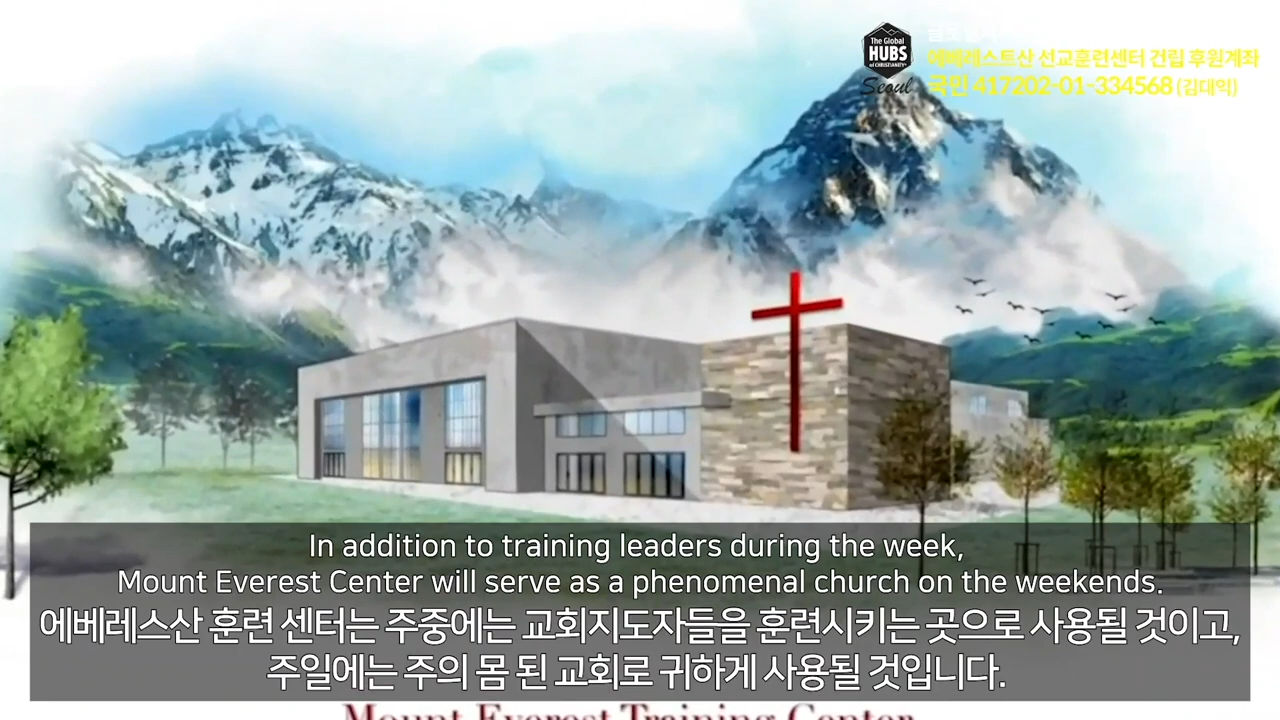 The Global
HUBS
of CHRISTIANITY
Seoul
에베레스트산 선교훈련센터 건립 후원계좌
국민 417202-01-334568 (김대억)
In addition to training leaders during the week,
Mount Everest Center will serve as a phenomenal church on the weekends.
에베레스산 훈련 센터는 주중에는 교회지도자들을 훈련시키는 곳으로 사용될 것이고,
주일에는 주의 몸 된 교회로 귀하게 사용될 것입니다.
Mount Everest Training Center